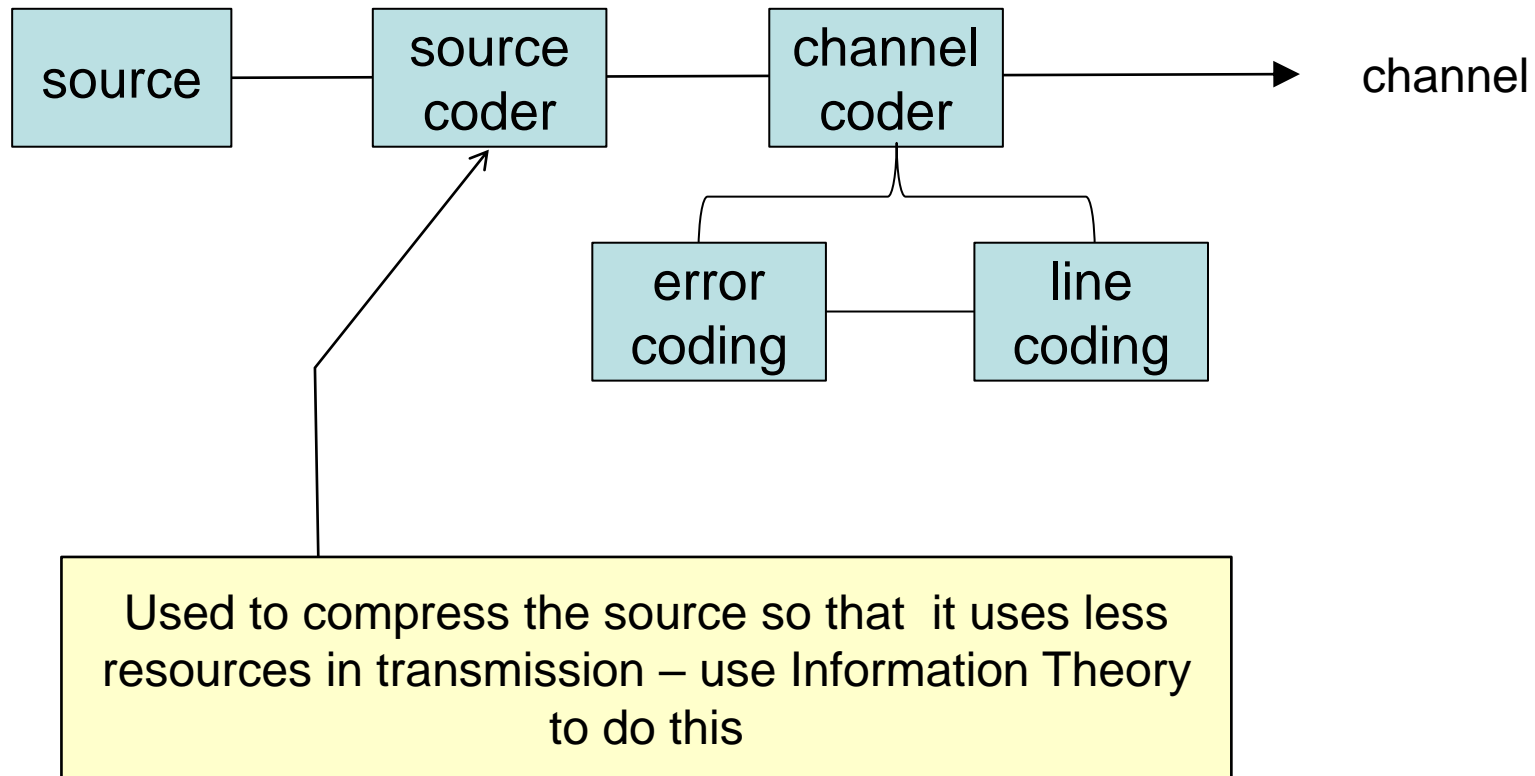 source
source
coder
channel
coder
channel
error
coding
line
coding
Used to compress the source so that it uses less
resources in transmission – use Information Theory
to do this